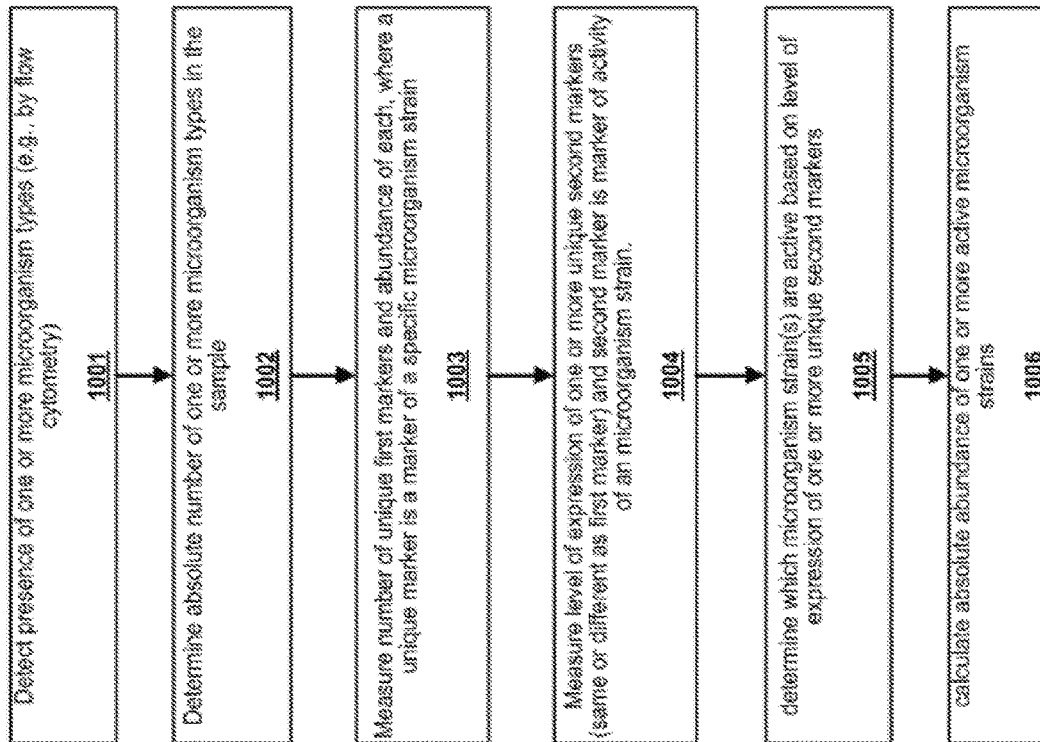 Detect presence of one or more microorganism types (e.g., by flow
cytometry)
1001
Determine absolute number of one or more microorganism types in the
sample
1002
Measure number of unique first markers and abundance of each, where a
unique marker is a marker of a specific microorganism strain
1003
Measure level of expression of one or more unique second markers
(same or different as first marker) and second marker is marker of activity
of an microorganism strain.
1004
determine which microorganism strain(s) are active based on level of
expression of one or more unique second markers
1005
calculate absolute abundance of one or more active microorganism
strains
1006